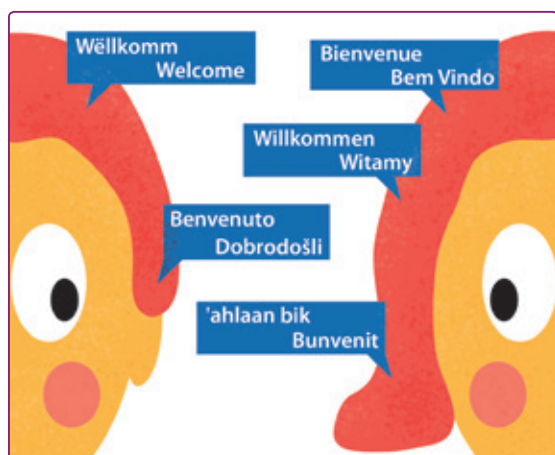 Wëllkomm
Welcome
Bienvenue
Bem Vindo
Willkommen
Witamy
Benvenuto
Dobrodošli
'ahlaan bik
Bunvenit